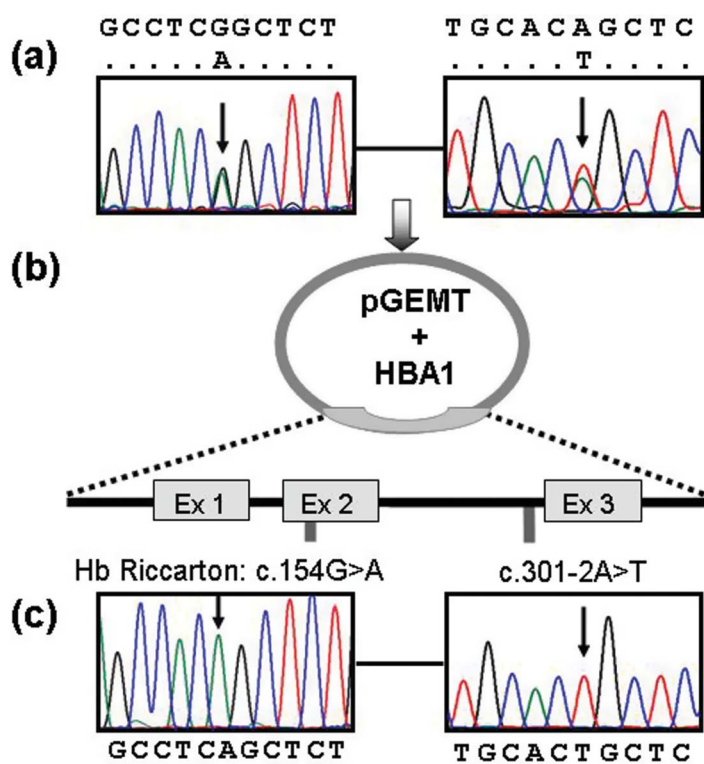 GCCTCGGCTCT TGCACAGCTC
(a) .....A..... .....T....
(b)
pGEMT
+
HBA1
Ex 1 Ex 2 Ex 3
Hb Riccarton: c.154G>A c.301-2A>T
(c)
GCCTCAGCTCT TGCACTGCTC